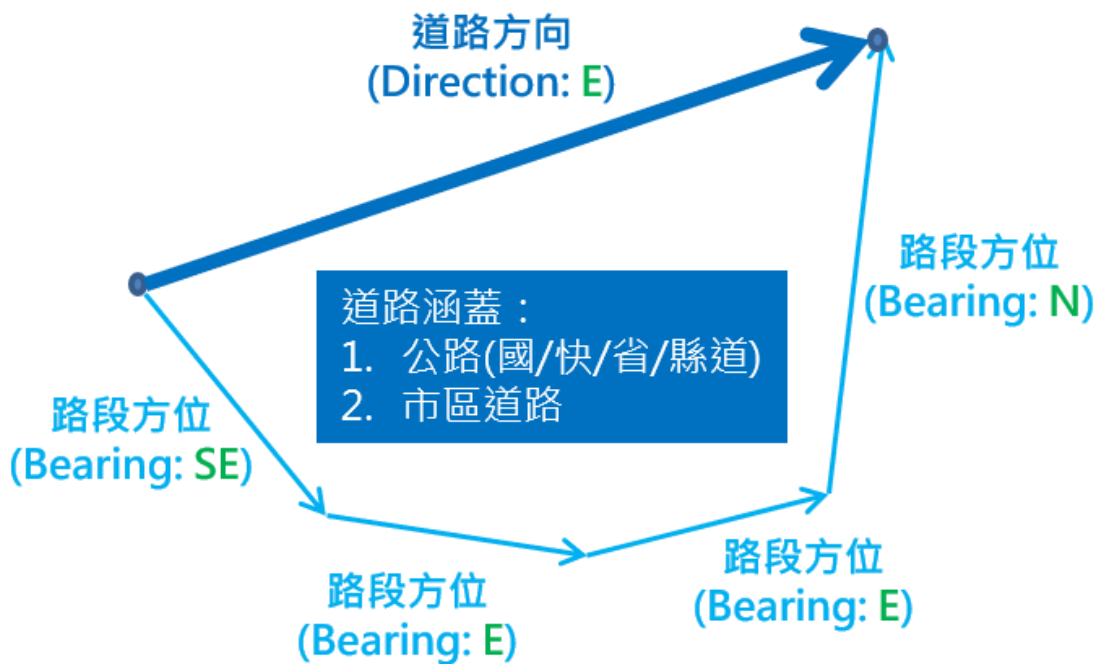 道路方向
(Direction: E)
路段方位
(Bearing: N)
道路涵蓋：
1. 公路(國/快/省/縣道)
2. 市區道路
路段方位
(Bearing: SE)
路段方位
(Bearing: E)
路段方位
(Bearing: E)